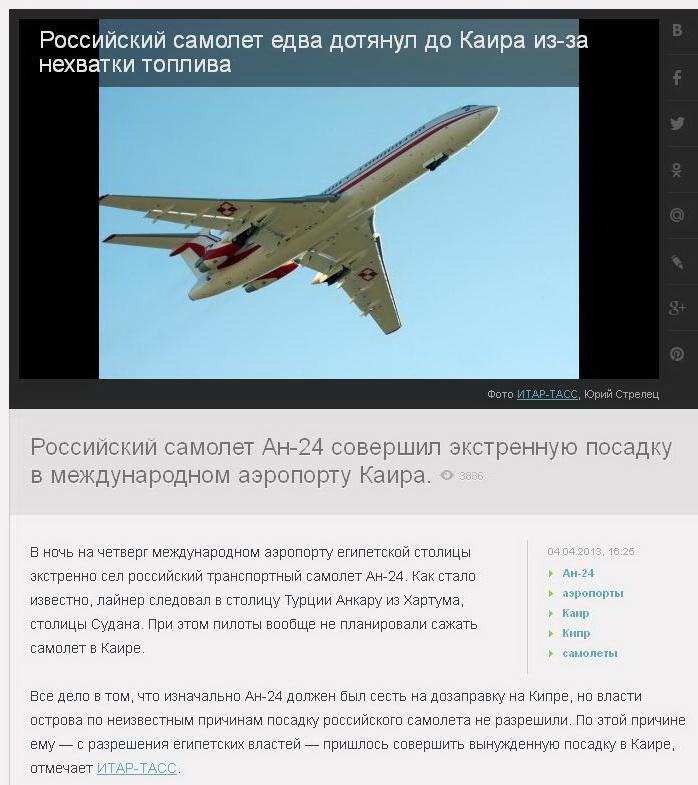 Российский самолет едва дотянул до Каира из-за
нехватки топлива
B
f
@
g+
Фото ИТАР-ТАСС, Юрий Стрелец
Российский самолет Ан-24 совершил экстренную посадку
в международном аэропорту Каира. 3886
В ночь на четверг международном аэропорту египетской столицы
экстренно сел российский транспортный самолет Ан-24. Как стало
известно, лайнер следовал в столицу Турции Анкару из Хартума,
столицы Судана. При этом пилоты вообще не планировали сажать
самолет в Каире.
04.04.2013, 16:25
Ан-24
аэропорты
Каир
Кипр
самолеты
Все дело в том, что изначально Ан-24 должен был сесть на дозаправку на Кипре, но власти
острова по неизвестным причинам посадку российского самолета не разрешили. По этой причине
ему — с разрешения египетских властей — пришлось совершить вынужденную посадку в Каире,
отмечает ИТАР-ТАСС.